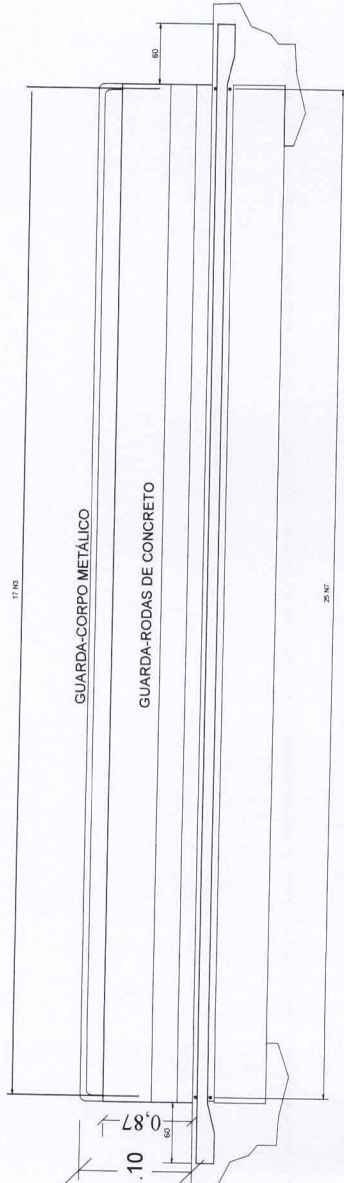 17 N3
GUARDA-CORPO METÁLICO
GUARDA-RODAS DE CONCRETO
60
0,87
60
.10
25 N7